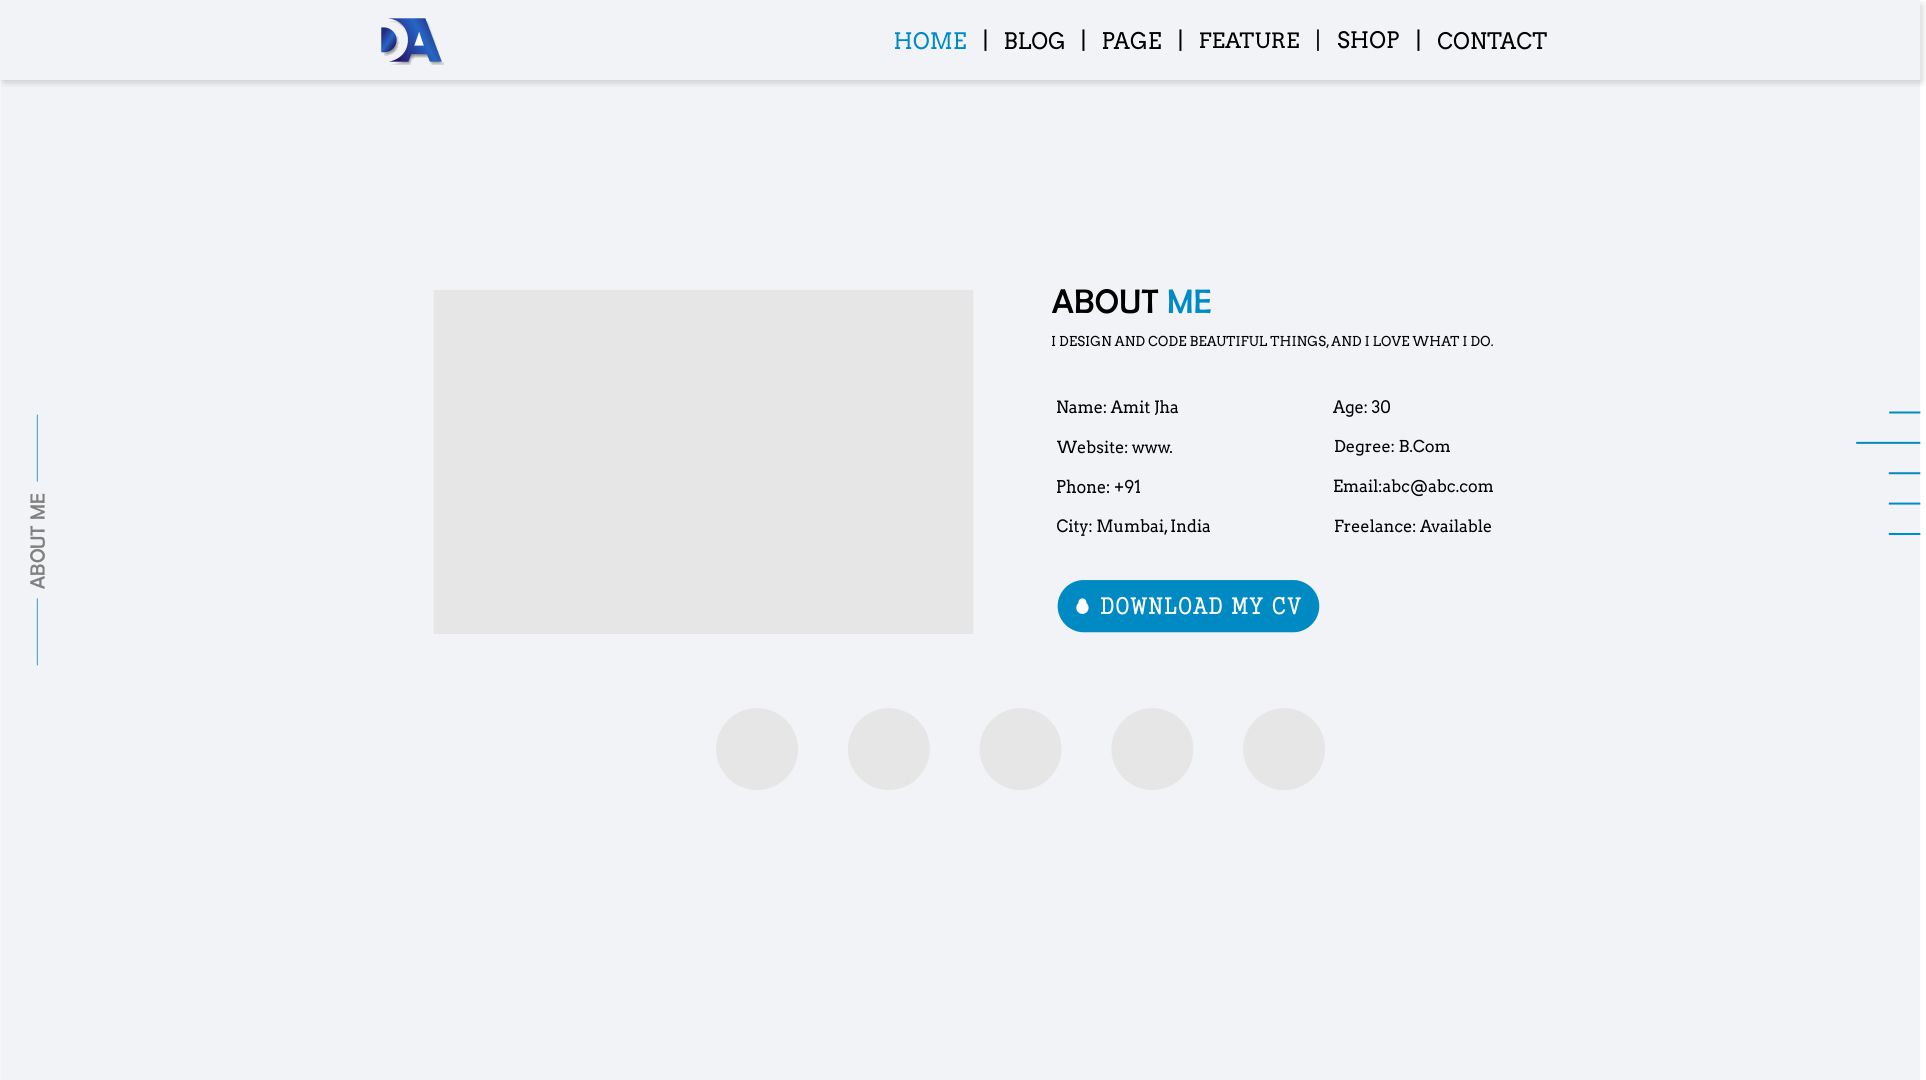 DA
HOME | BLOG | PAGE | FEATURE | SHOP | CONTACT
ABOUT ME
I DESIGN AND CODE BEAUTIFUL THINGS, AND I LOVE WHAT I DO.
Name: Amit Jha
Age: 30
Website: www.
Degree: B.Com
Phone: +91
Email:abc@abc.com
City: Mumbai, India
Freelance: Available
DOWNLOAD MY CV
ABOUT ME